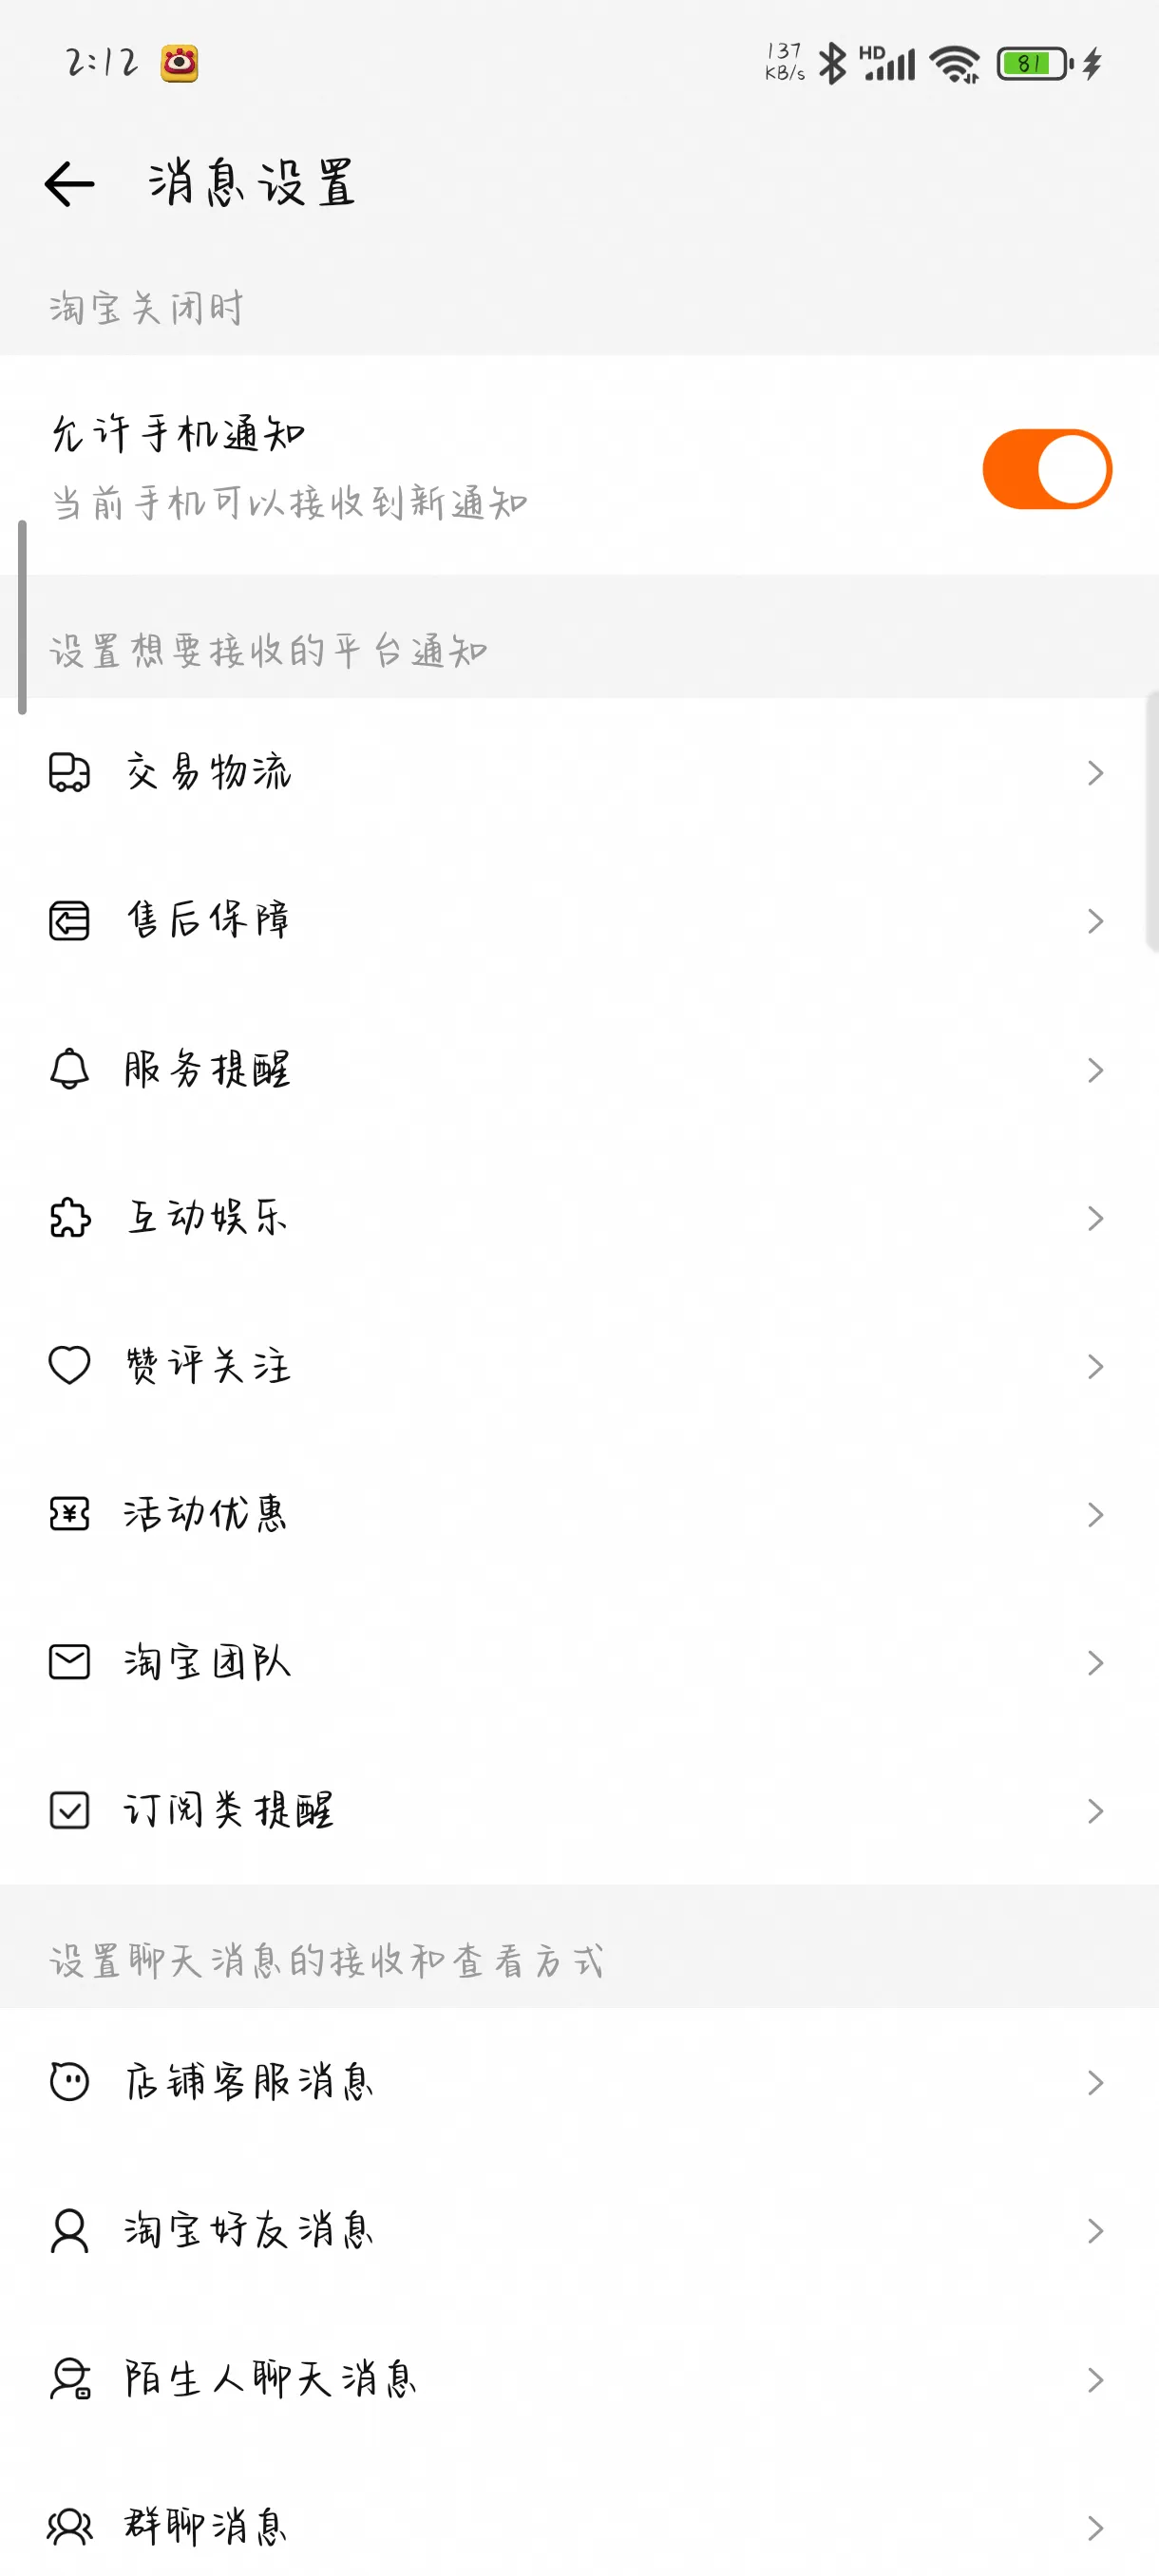 2:12
137
KB/s
HD
81
消息设置
淘宝关闭时
允许手机通知
当前手机可以接收到新通知
设置想要接收的平台通知
交易物流
售后保障
服务提醒
互动娱乐
赞评关注
活动优惠
淘宝团队
订阅类提醒
设置聊天消息的接收和查看方式
店铺客服消息
淘宝好友消息
陌生人聊天消息
群聊消息